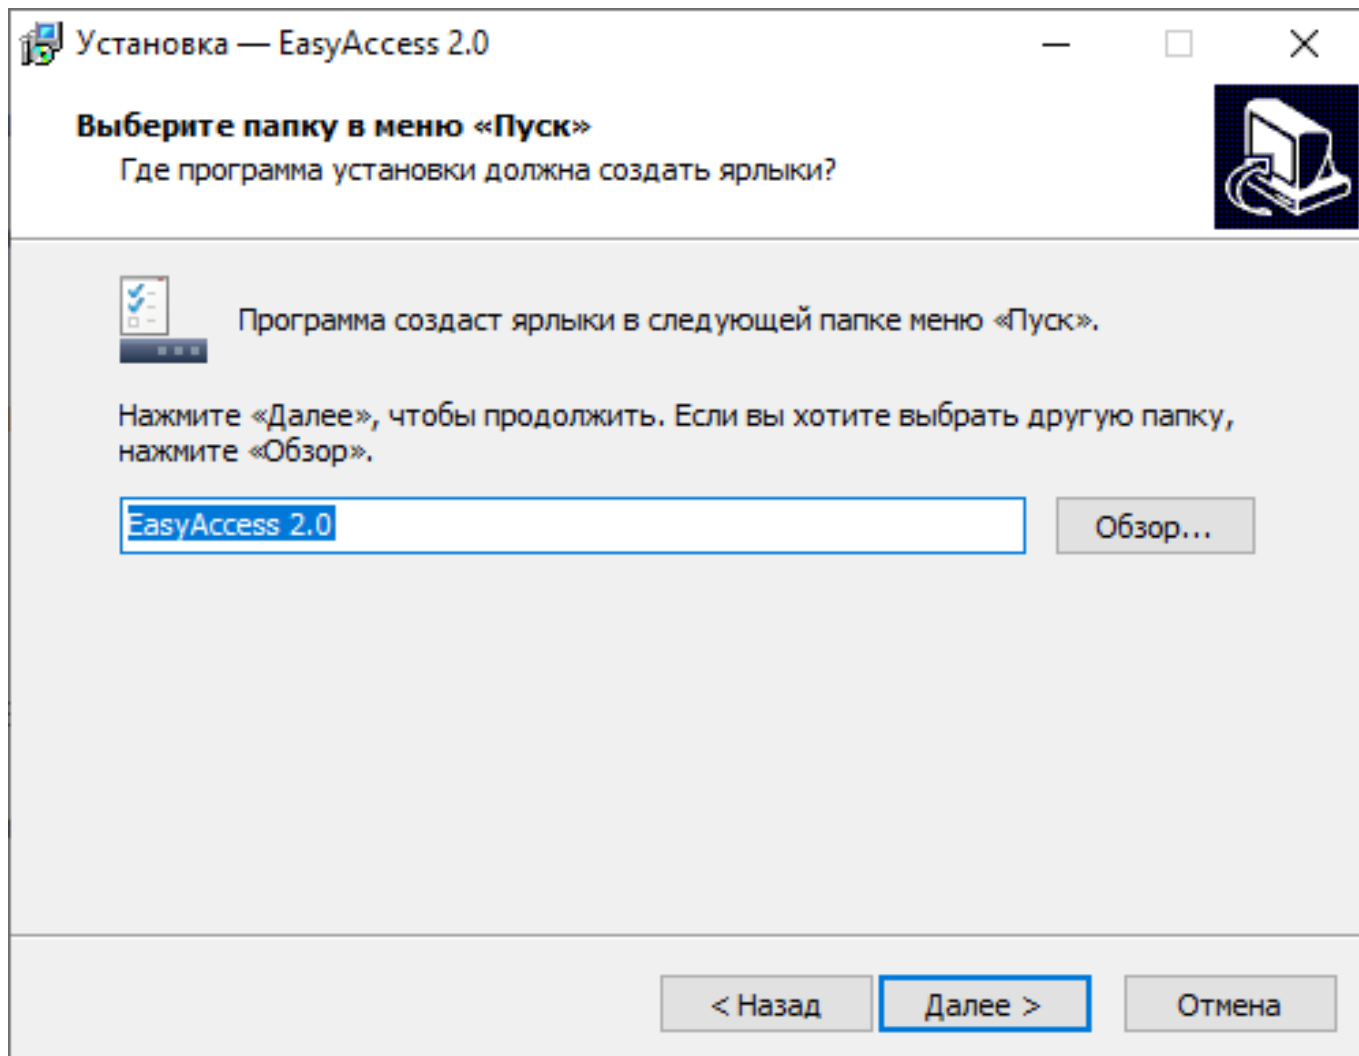 Установка — EasyAccess 2.0
Выберите папку в меню «Пуск»
Где программа установки должна создать ярлыки?
Программа создаст ярлыки в следующей папке меню «Пуск».
Нажмите «Далее», чтобы продолжить. Если вы хотите выбрать другую папку,
нажмите «Обзор».
EasyAccess 2.0
Обзор...
< Назад
Далее >
Отмена